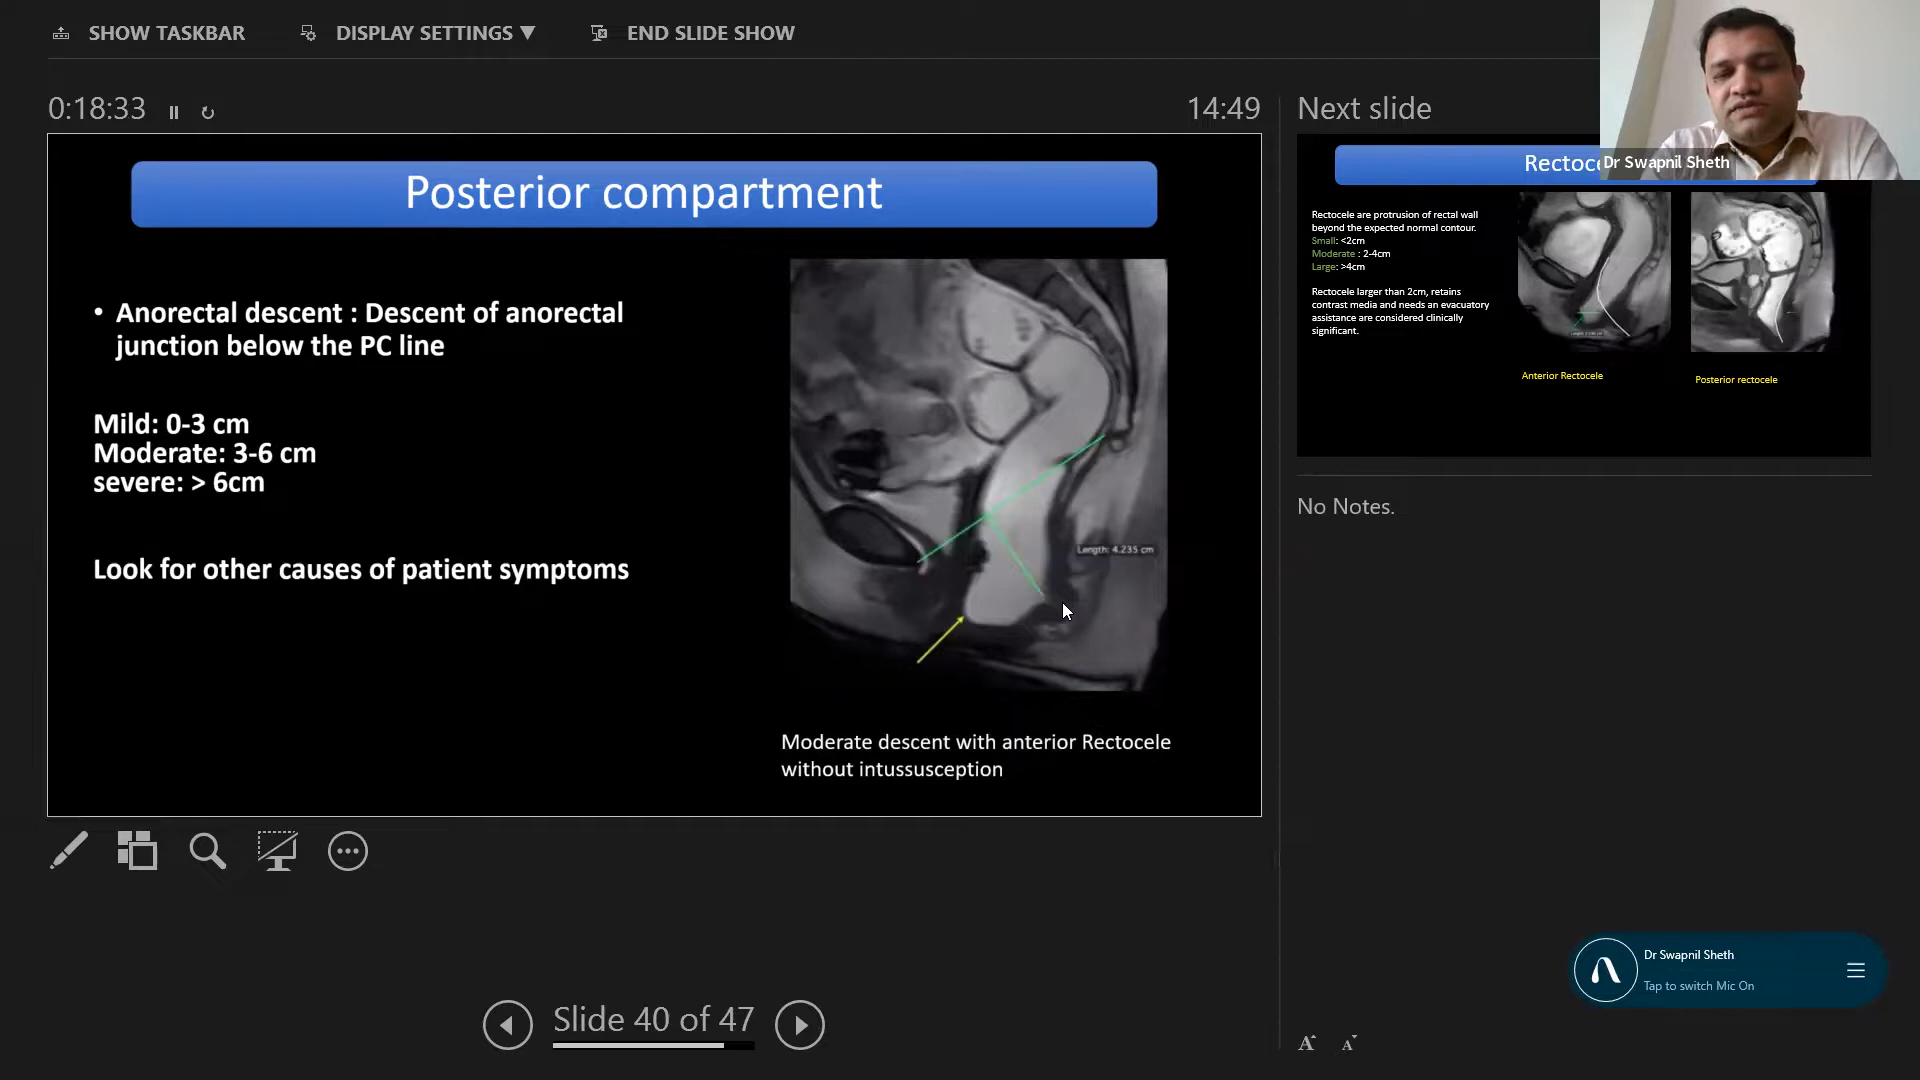 SHOW TASKBAR
DISPLAY SETTINGS ▼
END SLIDE SHOW
0:18:33
14:49
Posterior compartment
• Anorectal descent : Descent of anorectal
junction below the PC line
Mild: 0-3 cm
Moderate: 3-6 cm
severe: > 6cm
Look for other causes of patient symptoms
Length: 4.235 cm
Moderate descent with anterior Rectocele
without intussusception
Slide 40 of 47
Next slide
Dr Swapnil Sheth
Rectocele are protrusion of rectal wall
beyond the expected normal contour.
Small: <2cm
Moderate : 2-4cm
Large: >4cm
Rectocele larger than 2cm, retains
contrast media and needs an evacuatory
assistance are considered clinically
significant.
Anterior Rectocele
Posterior rectocele
No Notes.
Dr Swapnil Sheth
Tap to switch Mic On
A A